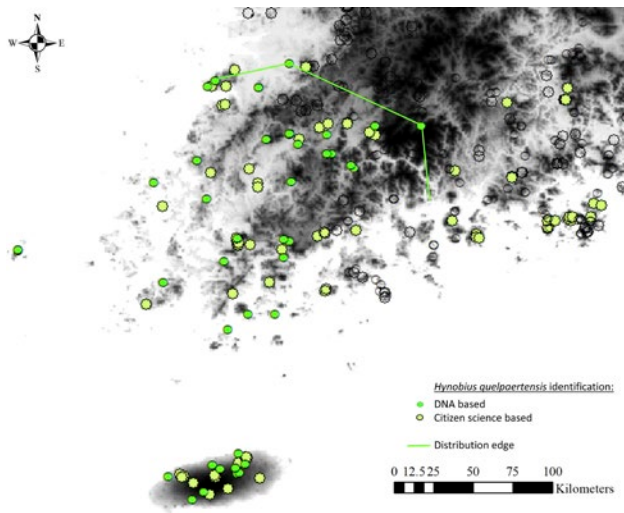 N
W E
S
Hynobius quelpaertensis identification:
DNA based
Citizen science based
Distribution edge
0 12.5 25 50 75 100
Kilometers